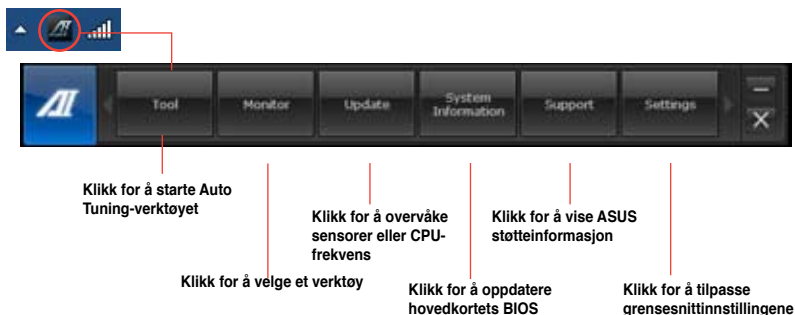 Tool
Monitor
Update
System
Information
Support
Settings
Klikk for å starte Auto
Tuning-verktøyet
Klikk for å velge et verktøy
Klikk for å overvåke
sensorer eller CPU-
frekvens
Klikk for å oppdatere
hovedkortets BIOS
Klikk for å vise ASUS
støtteinformasjon
Klikk for å tilpasse
grensesnittinnstillingene